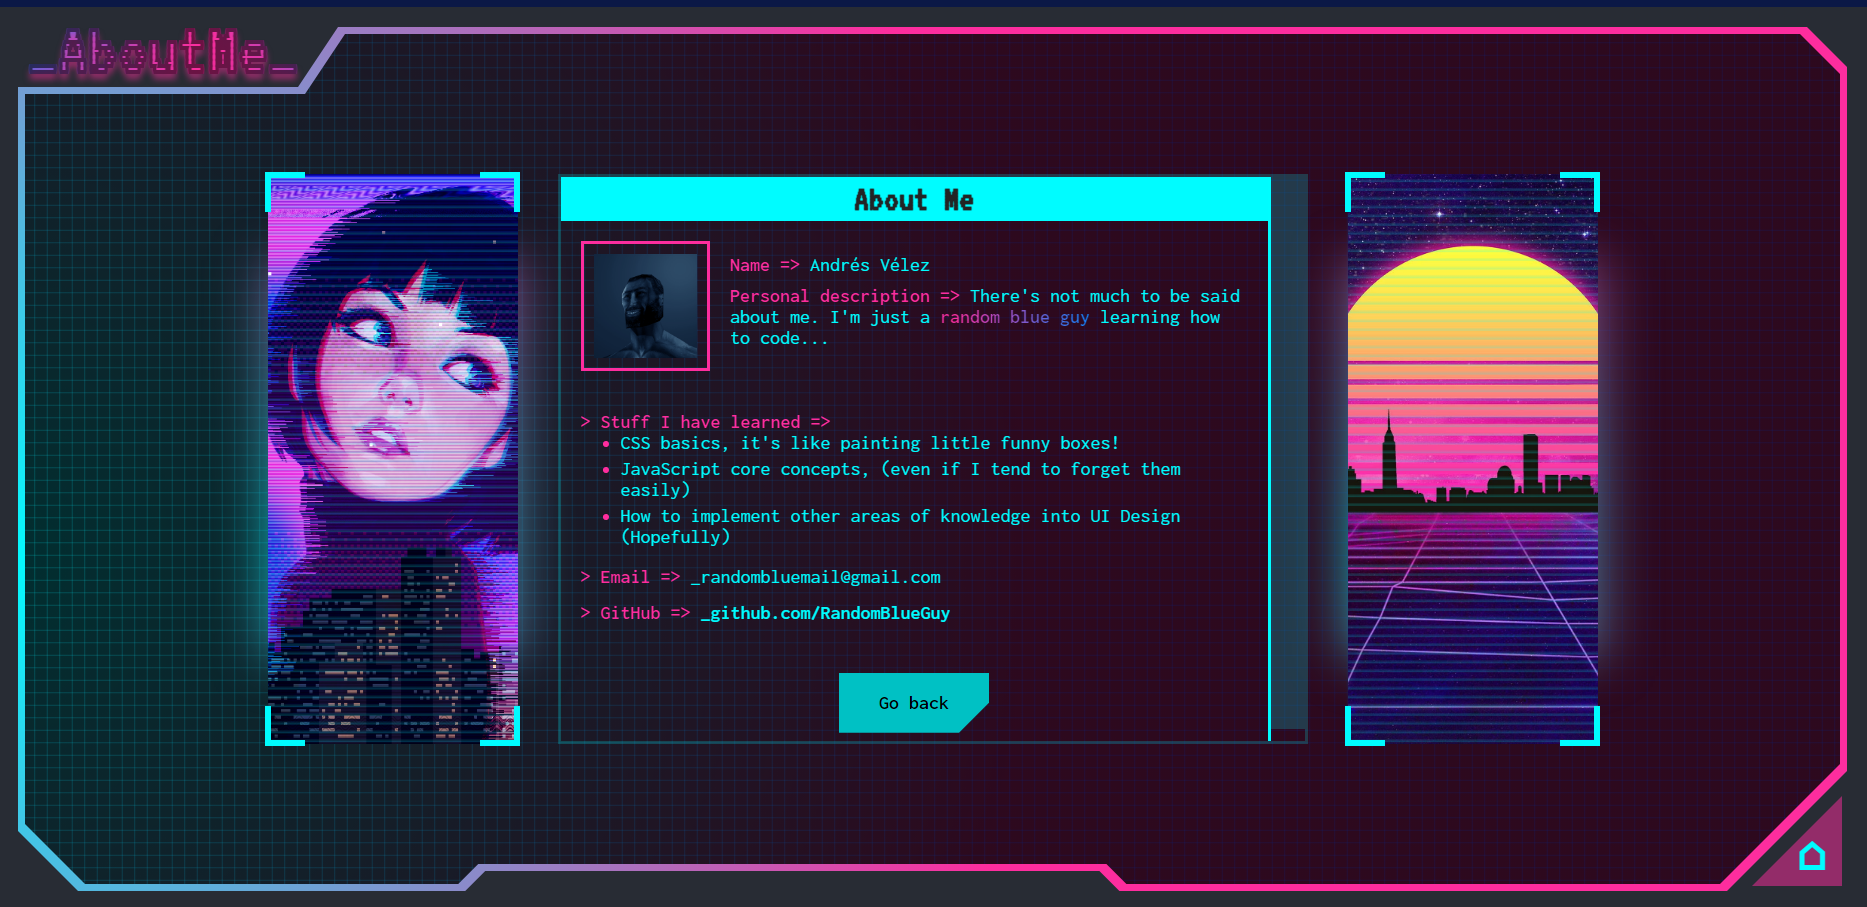 _AboutMe_
About Me
Name => Andrés Vélez
Personal description => There's not much to be said
about me. I'm just a random blue guy learning how
to code...
> Stuff I have learned =>
• CSS basics, it's like painting little funny boxes!
• JavaScript core concepts, (even if I tend to forget them
easily)
• How to implement other areas of knowledge into UI Design
(Hopefully)
> Email => _randombluemail@gmail.com
> GitHub => _github.com/RandomBlueGuy
Go back